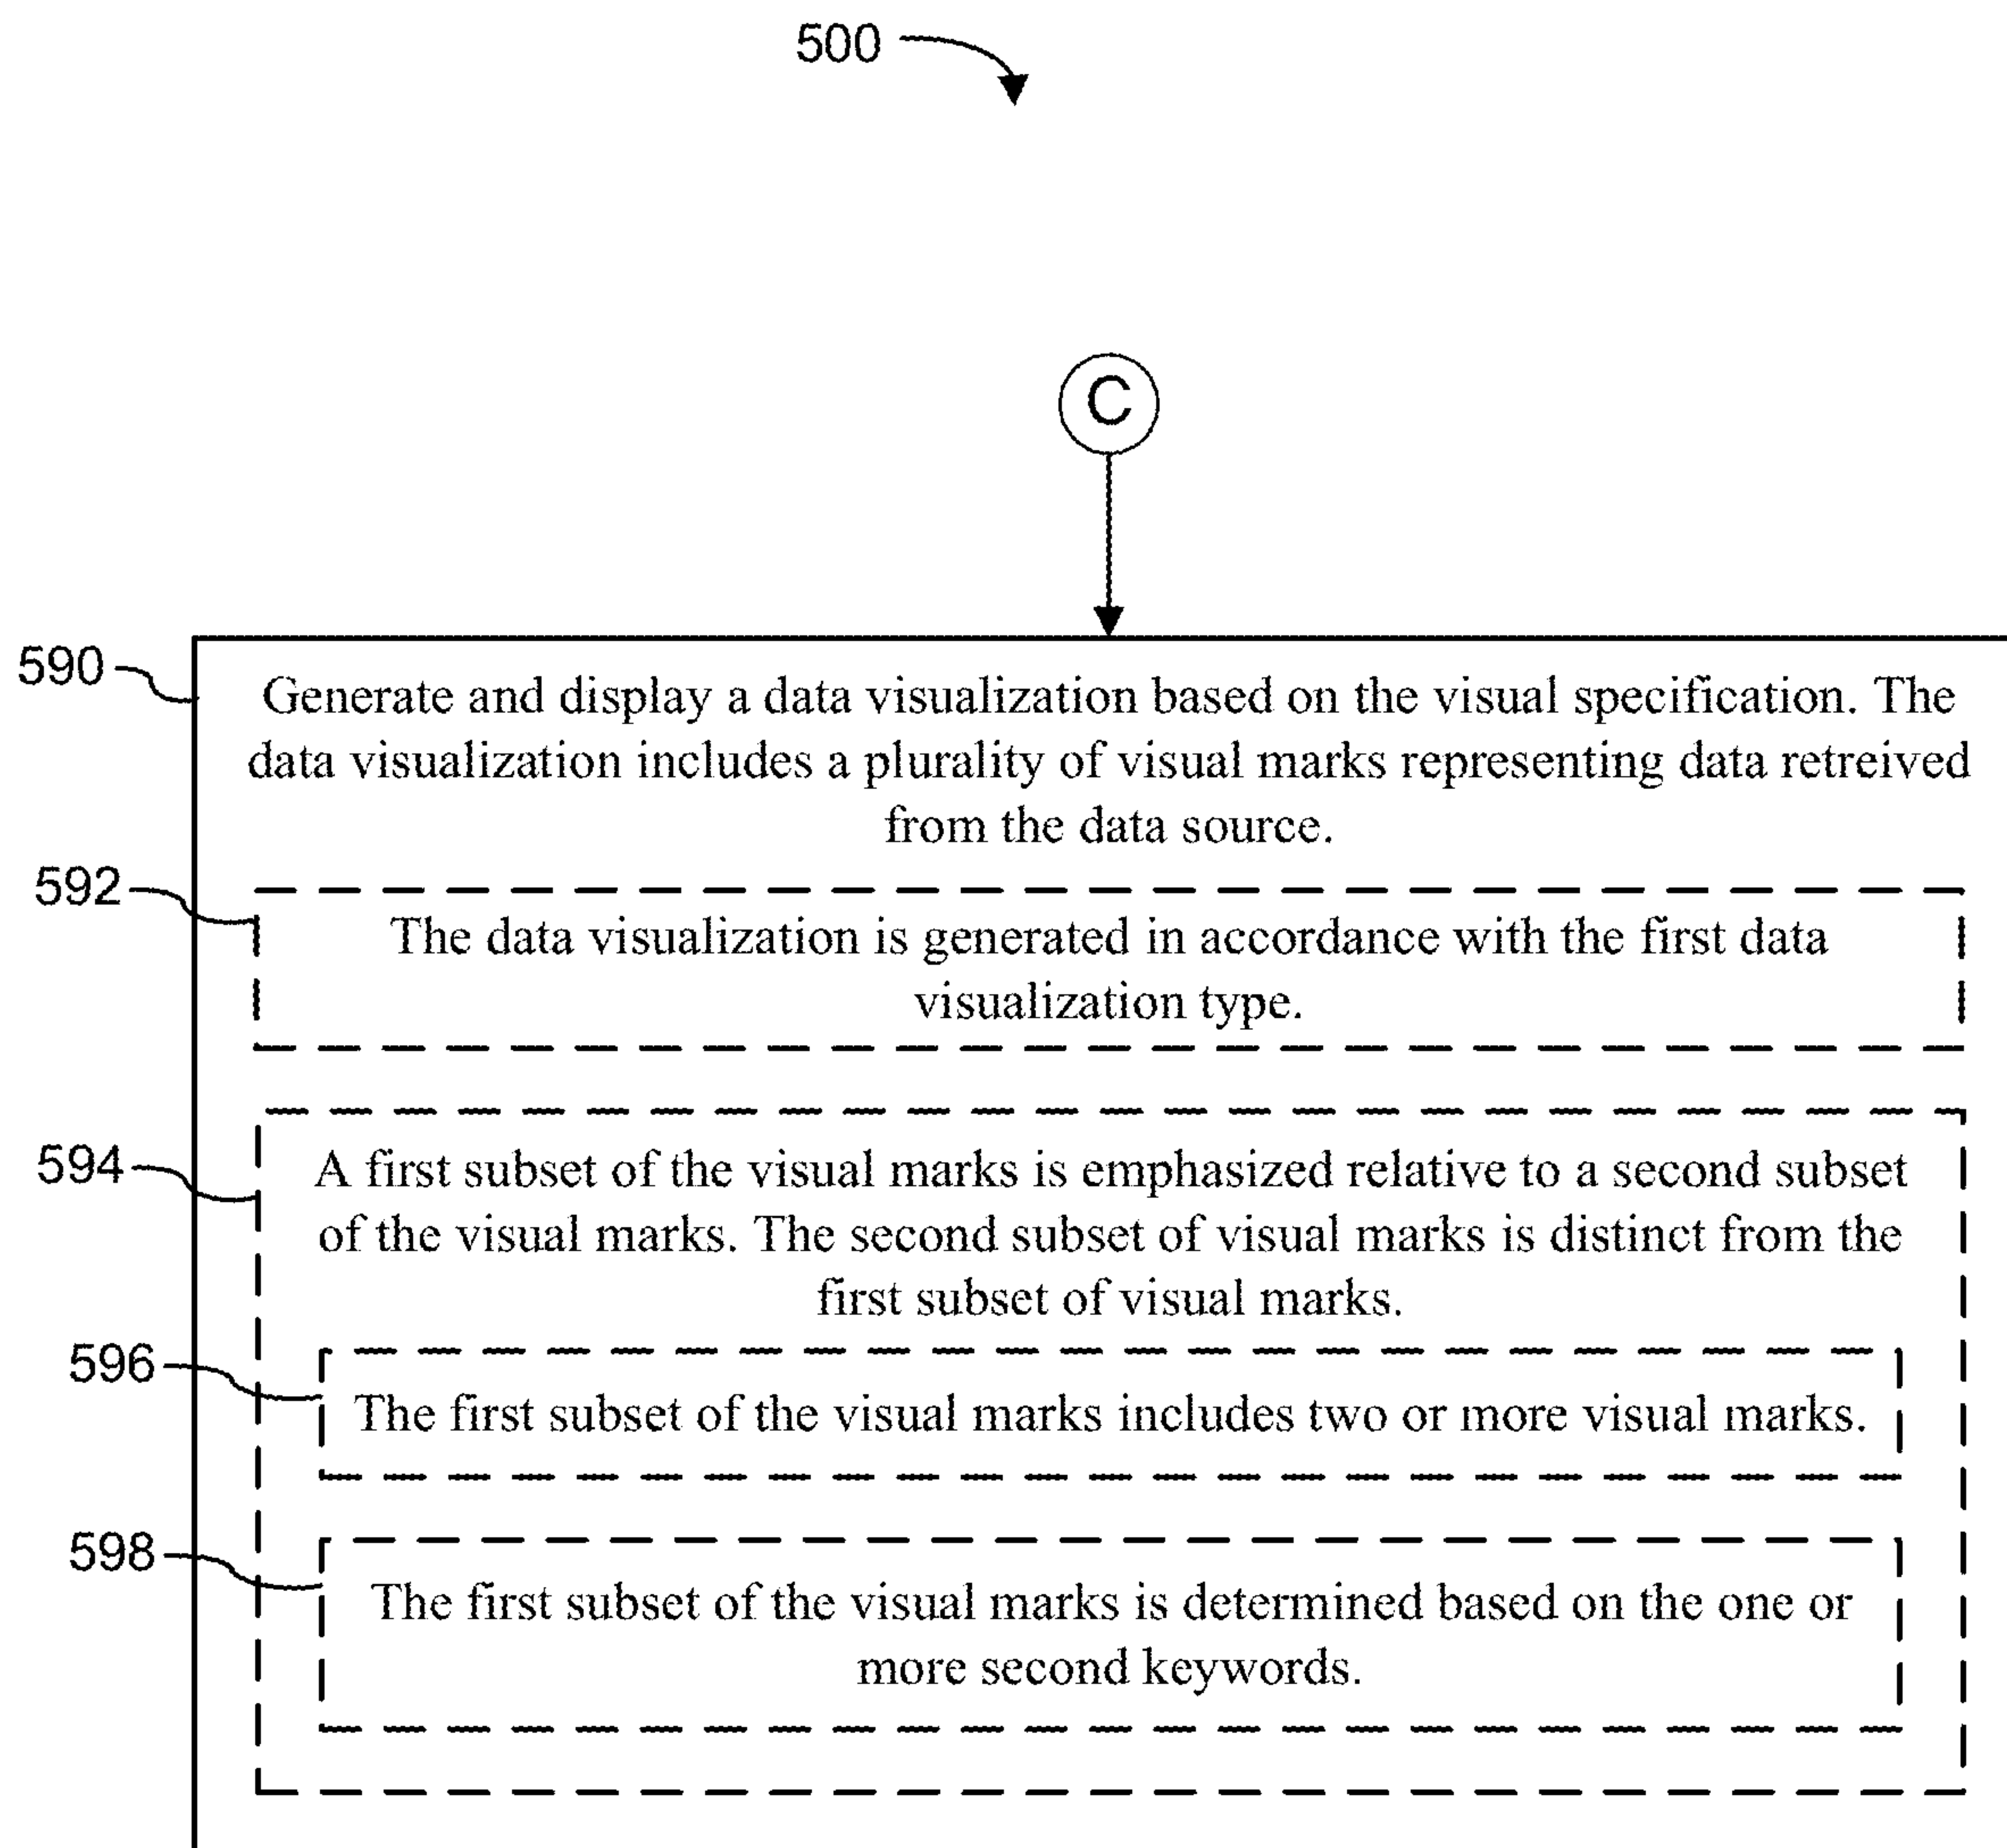 500
C
590
Generate and display a data visualization based on the visual specification. The
data visualization includes a plurality of visual marks representing data retreived
from the data source.
592
The data visualization is generated in accordance with the first data
visualization type.
594
A first subset of the visual marks is emphasized relative to a second subset
of the visual marks. The second subset of visual marks is distinct from the
first subset of visual marks.
596
The first subset of the visual marks includes two or more visual marks.
598
The first subset of the visual marks is determined based on the one or
more second keywords.